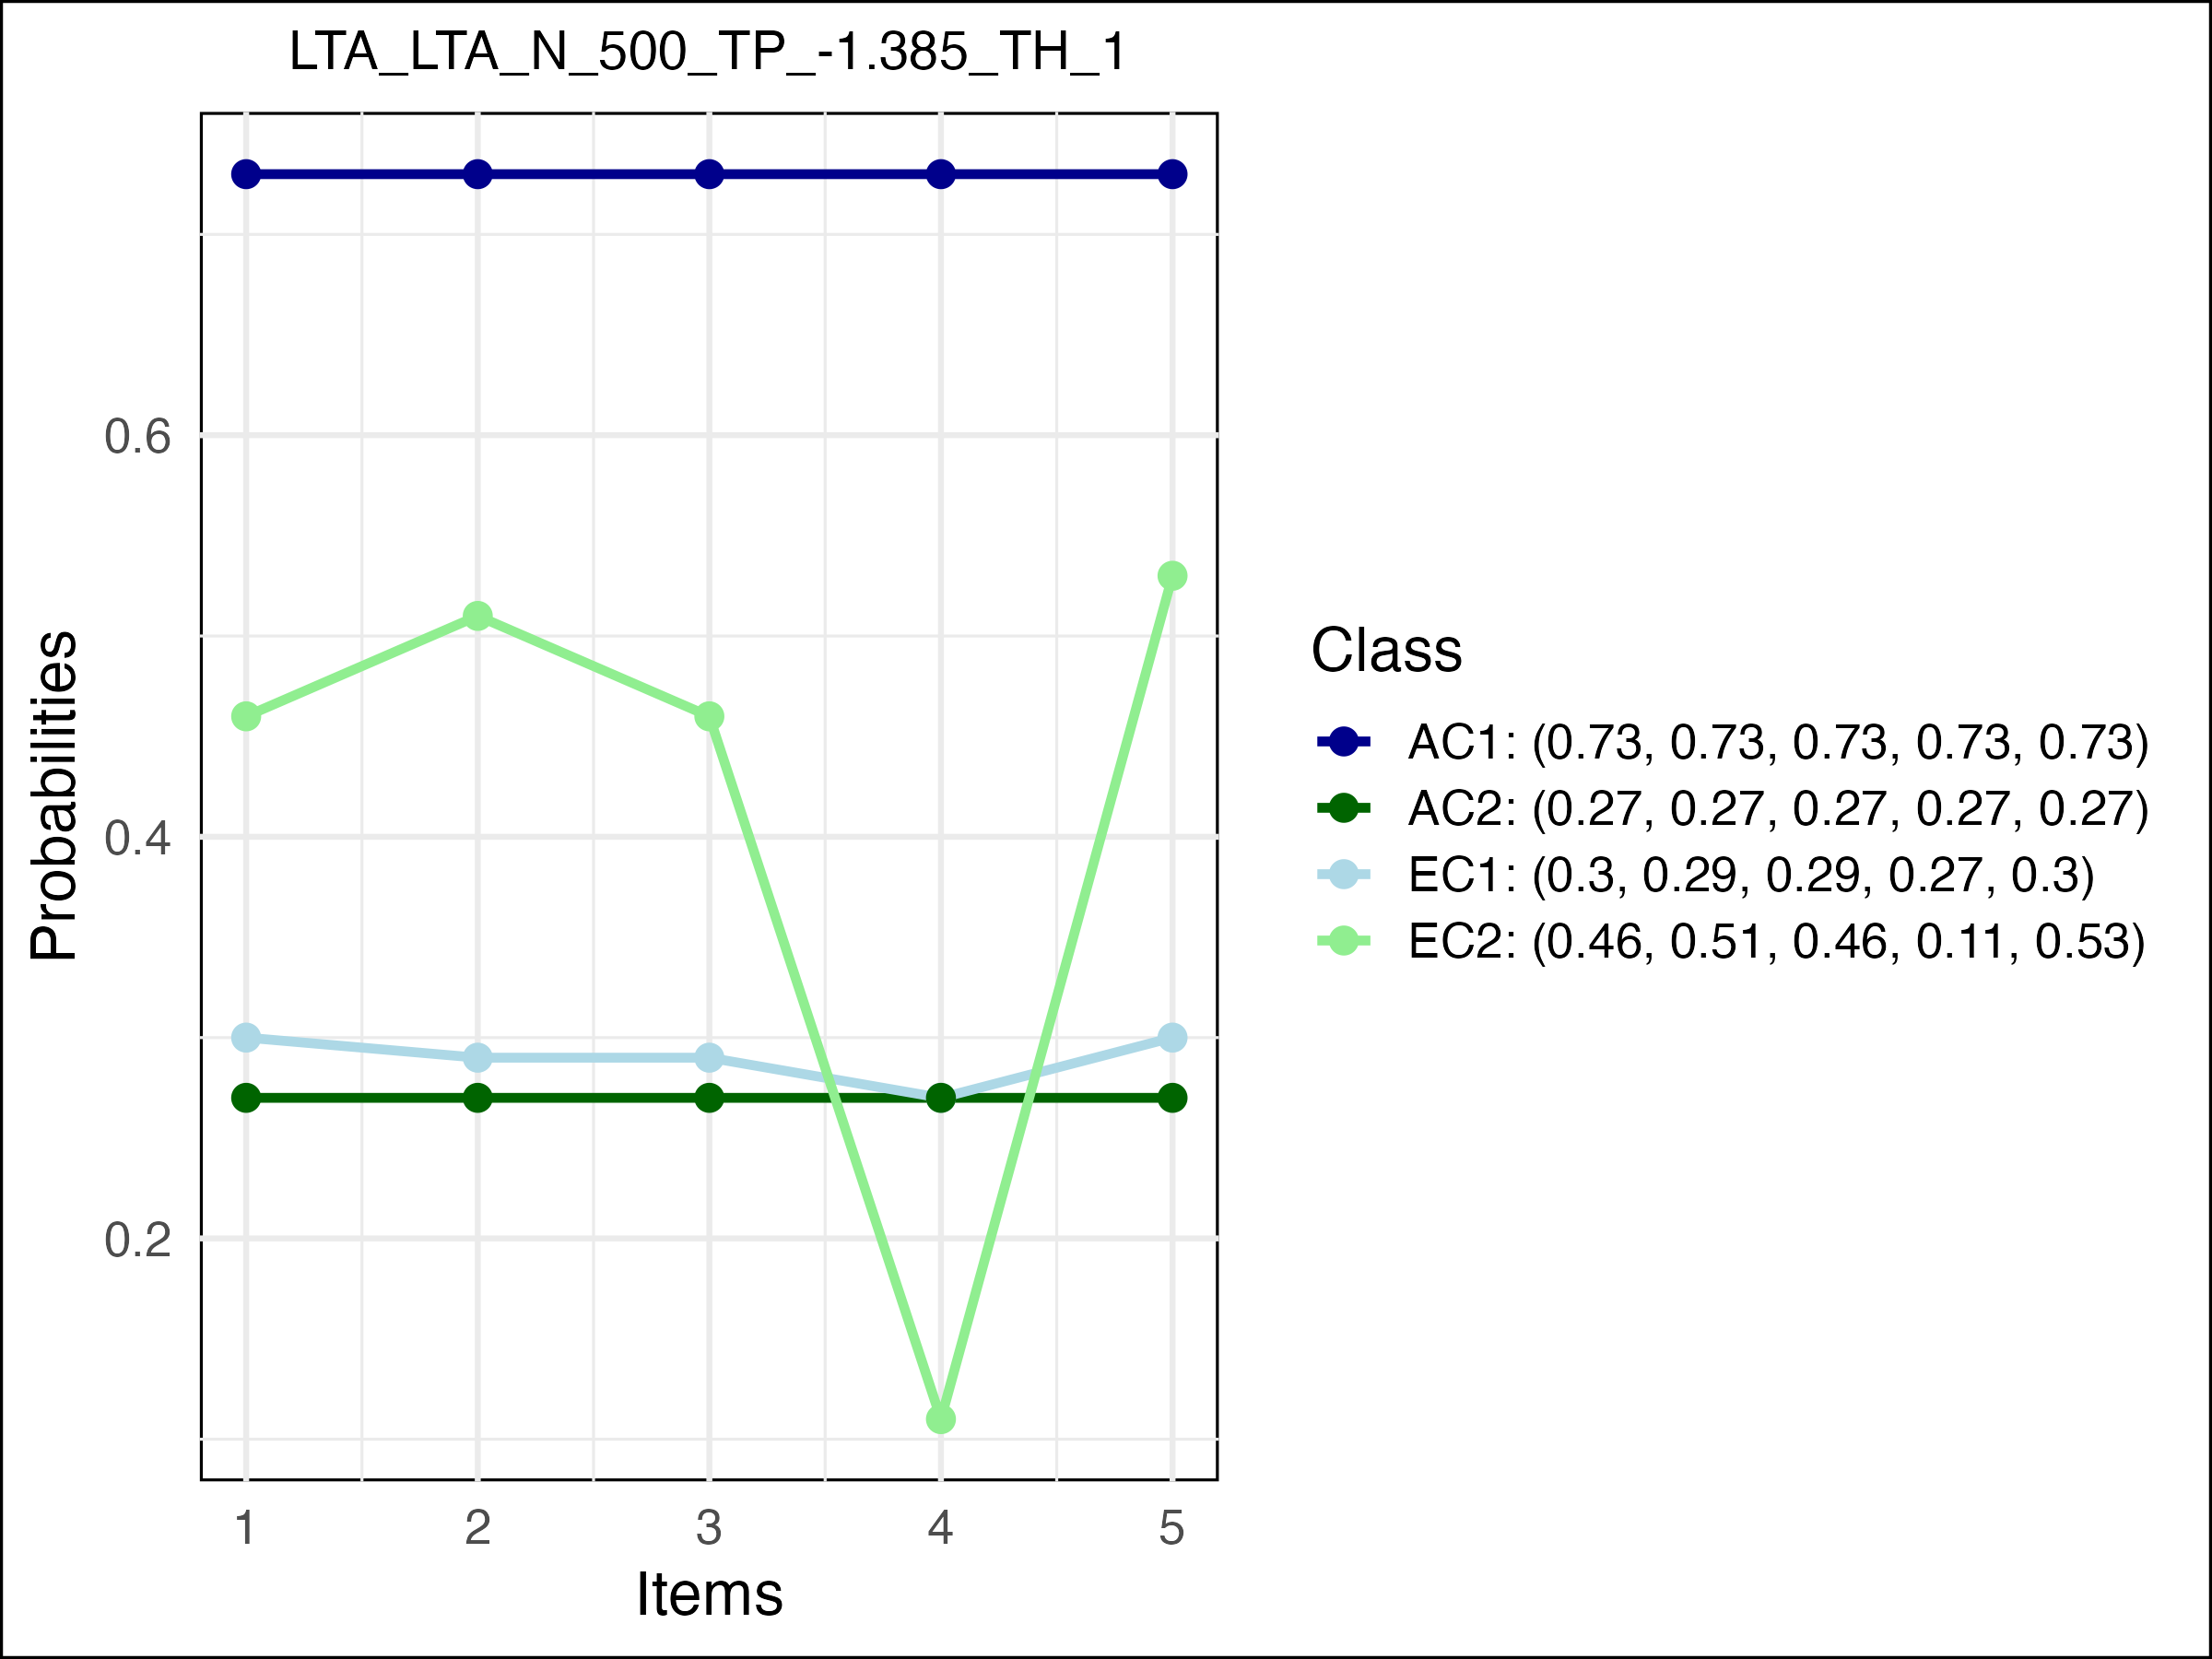 LTA_LTA_N_500_TP_-1.385_TH_1
Probabilities
0.6
0.4
0.2
1 2 3 4 5
Items
Class
AC1: (0.73, 0.73, 0.73, 0.73, 0.73)
AC2: (0.27, 0.27, 0.27, 0.27, 0.27)
EC1: (0.3, 0.29, 0.29, 0.27, 0.3)
EC2: (0.46, 0.51, 0.46, 0.11, 0.53)